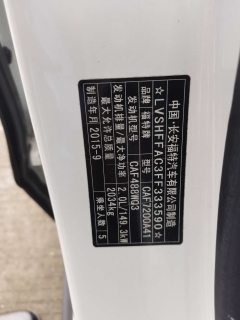 中国·长安福特汽车有限公司制造
☆LVSHFFAC3FF333590☆
品牌 福特牌 整车型号 CAF7200A41
发动机型号 CAF488WQ3
发动机排量/最大净功率 2.0L/149.3kW
最大允许总质量 2034kg
制造年月 2015-9 乘坐人数 5